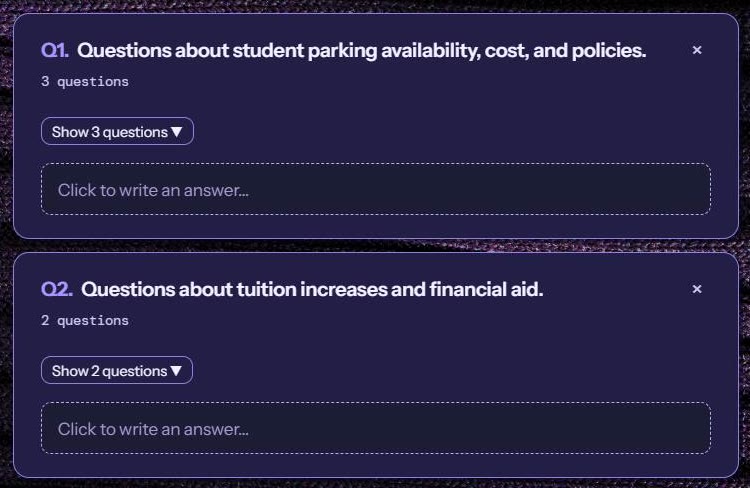 Q1. Questions about student parking availability, cost, and policies. ×
3 questions
Show 3 questions ▼
Click to write an answer...
Q2. Questions about tuition increases and financial aid. ×
2 questions
Show 2 questions ▼
Click to write an answer...